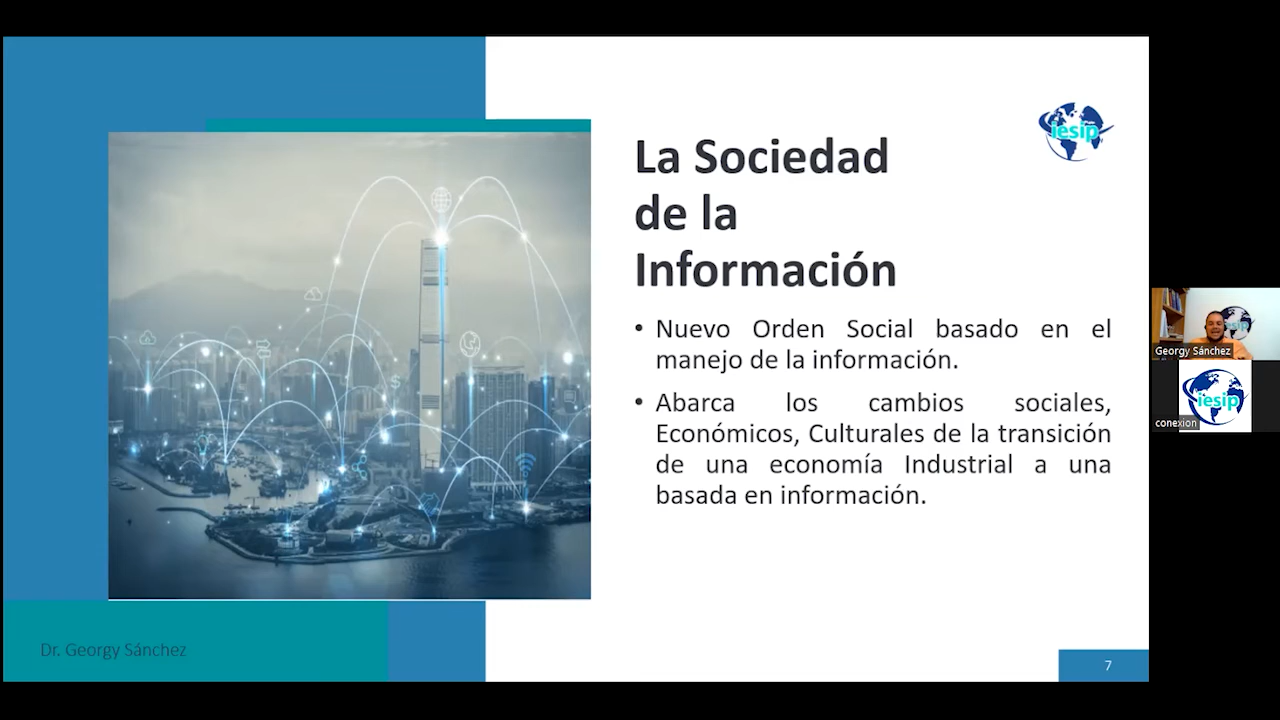 La Sociedad
de la
Información
iesip
• Nuevo Orden Social basado en el
manejo de la información.
• Abarca los cambios sociales,
Económicos, Culturales de la transición
de una economía Industrial a una
basada en información.
Dr. Georgy Sánchez
7
iesip
Georgy Sánchez
iesip
conexion